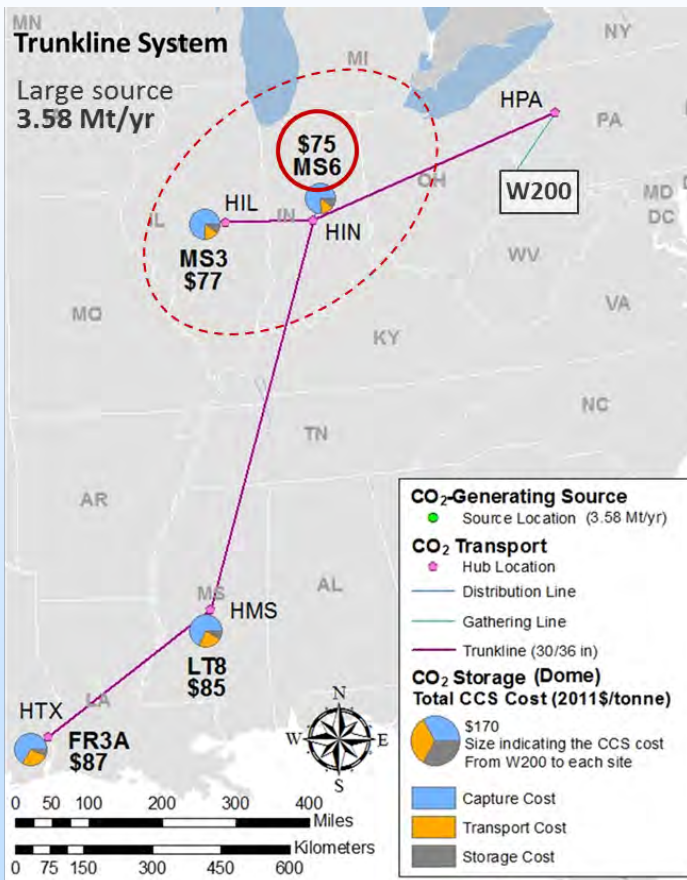 MN
Trunkline System
Large source
3.58 Mt/yr
MI
NY
HPA
PA
$75
MS6
OH
W200
MD
DC
HIL
IL
IN
HIN
MS3
$77
WV
VA
MO
KY
NC
TN
AR
MS
HMS
AL
LT8
$85
LA
HTX
FR3A
$87
N
W
E
S
0 50 100 200 300 400
Miles
Kilometers
0 75 150 300 450 600
CO2-Generating Source
Source Location (3.58 Mt/yr)
CO2 Transport
Hub Location
Distribution Line
Gathering Line
Trunkline (30/36 in)
CO2 Storage (Dome)
Total CCS Cost (2011$/tonne)
$170
Size indicating the CCS cost
From W200 to each site
Capture Cost
Transport Cost
Storage Cost